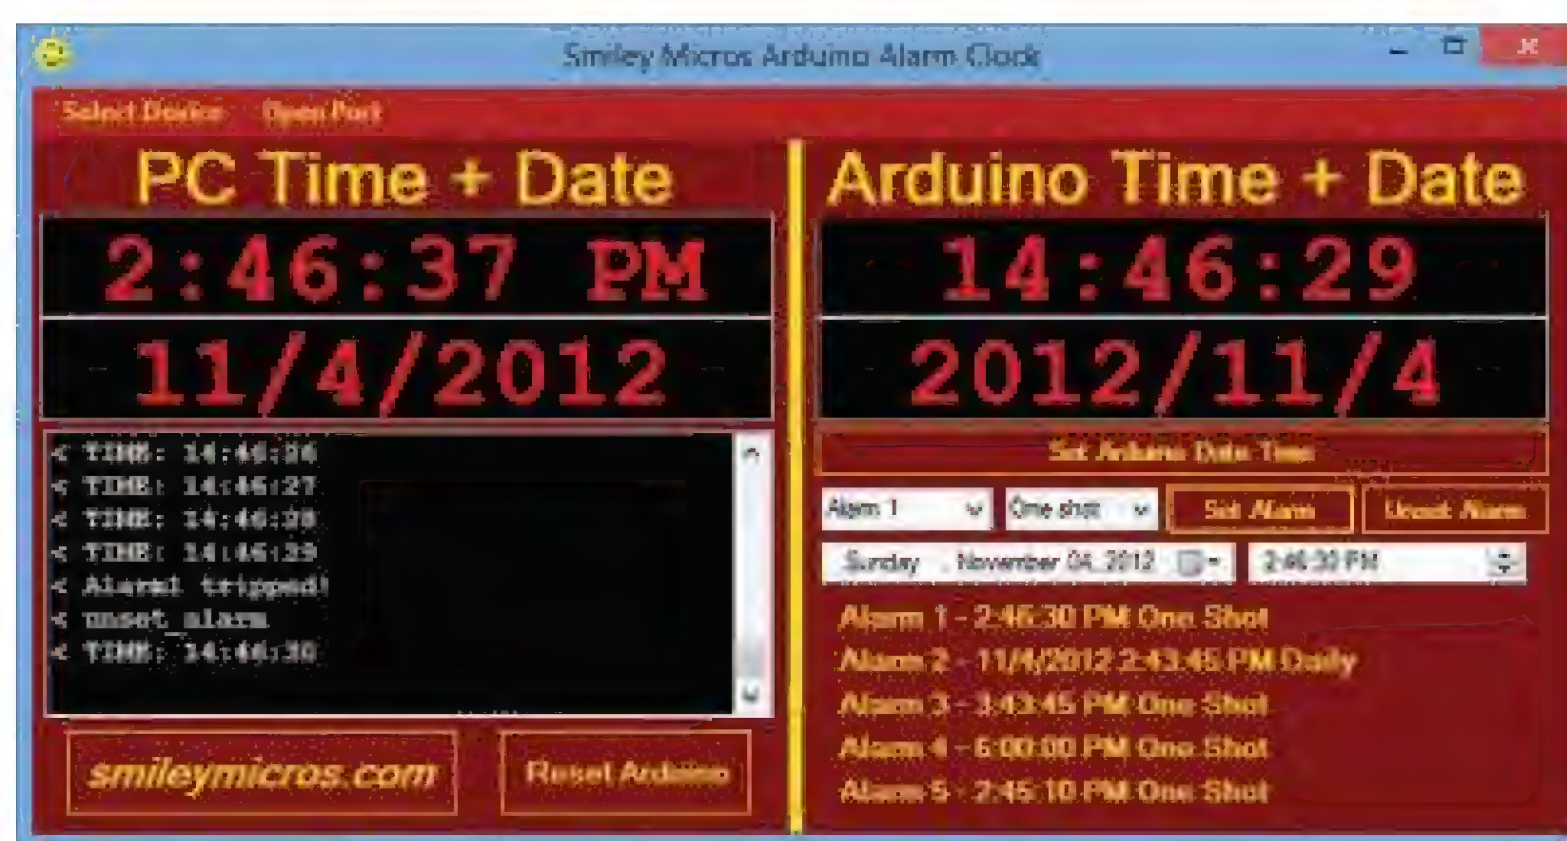 Smiley Micros Arduino Alarm Clock
Select Device Open Port
PC Time + Date
2:46:37 PM
11/4/2012
< TIME: 14:46:26
< TIME: 14:46:27
< TIME: 14:46:28
< TIME: 14:46:29
< Alarm1 tripped!
< unset_alarm
< TIME: 14:46:30
smileymicros.com
Reset Arduino
Arduino Time + Date
14:46:29
2012/11/4
Set Arduino Date Time
Alarm 1 One shot Set Alarm Unset Alarm
Sunday , November 04, 2012 2:46:30 PM
Alarm 1 - 2:46:30 PM One Shot
Alarm 2 - 11/4/2012 2:43:45 PM Daily
Alarm 3 - 3:43:45 PM One Shot
Alarm 4 - 6:00:00 PM One Shot
Alarm 5 - 2:45:10 PM One Shot